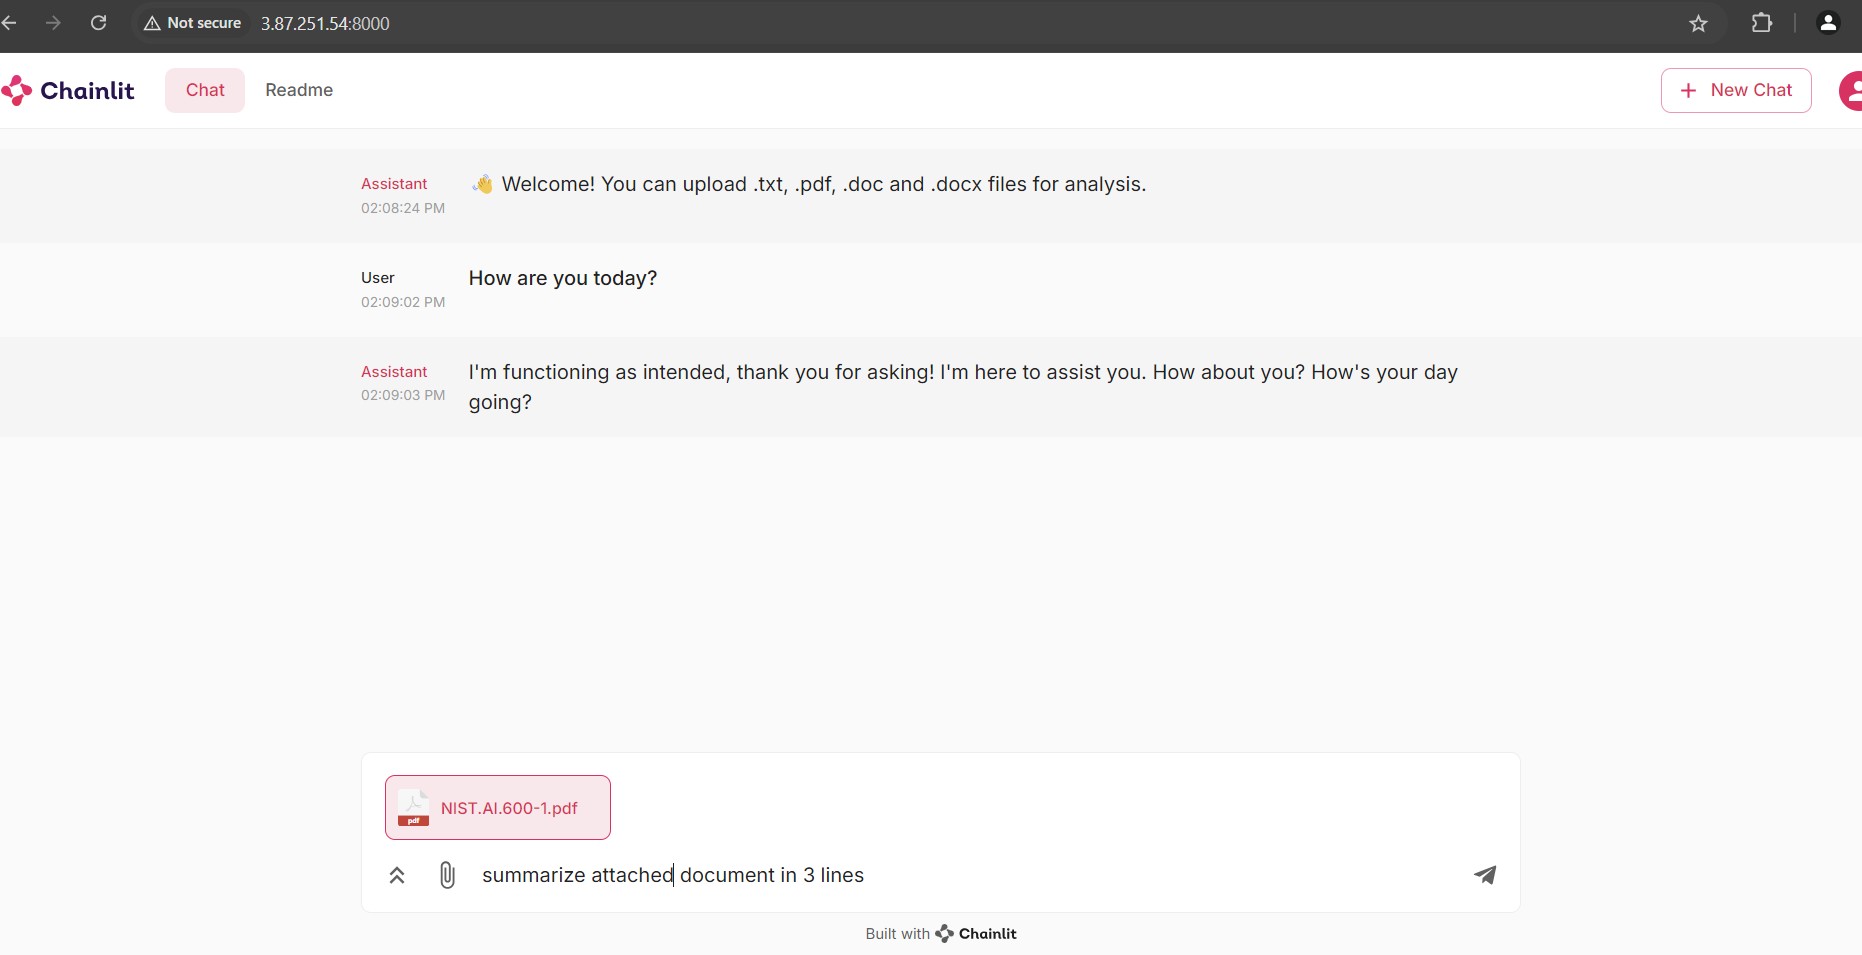 Not secure 3.87.251.54:8000
Chainlit Chat Readme New Chat
Assistant 👋 Welcome! You can upload .txt, .pdf, .doc and .docx files for analysis.
02:08:24 PM
User How are you today?
02:09:02 PM
Assistant I'm functioning as intended, thank you for asking! I'm here to assist you. How about you? How's your day
02:09:03 PM going?
NIST.AI.600-1.pdf
pdf
summarize attached document in 3 lines
Built with Chainlit